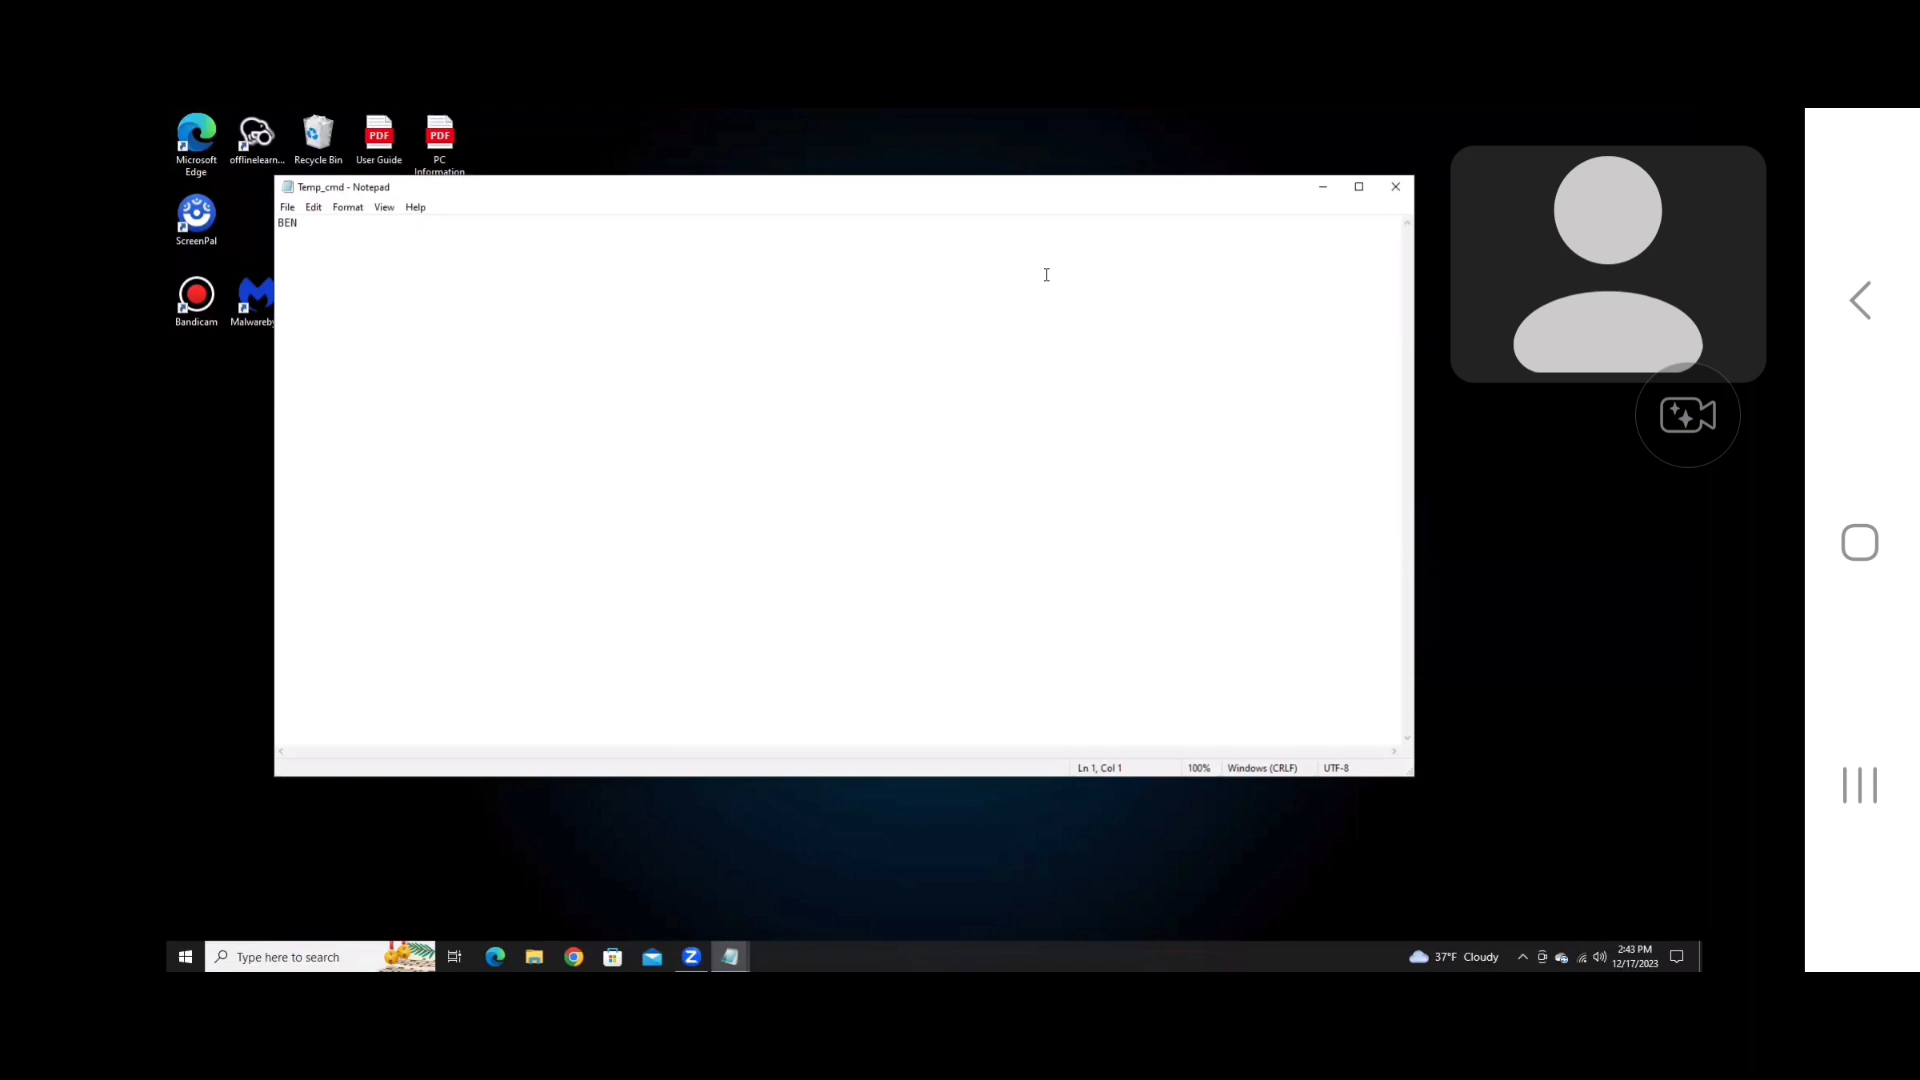 Microsoft Edge
offlinelearn...
Recycle Bin
User Guide
PC Information
PDF
PDF
ScreenPal
Bandicam
Malwareby
Temp_cmd - Notepad
File Edit Format View Help
BEN
Ln 1, Col 1 100% Windows (CRLF) UTF-8
Type here to search
Z
37°F Cloudy
2:43 PM
12/17/2023